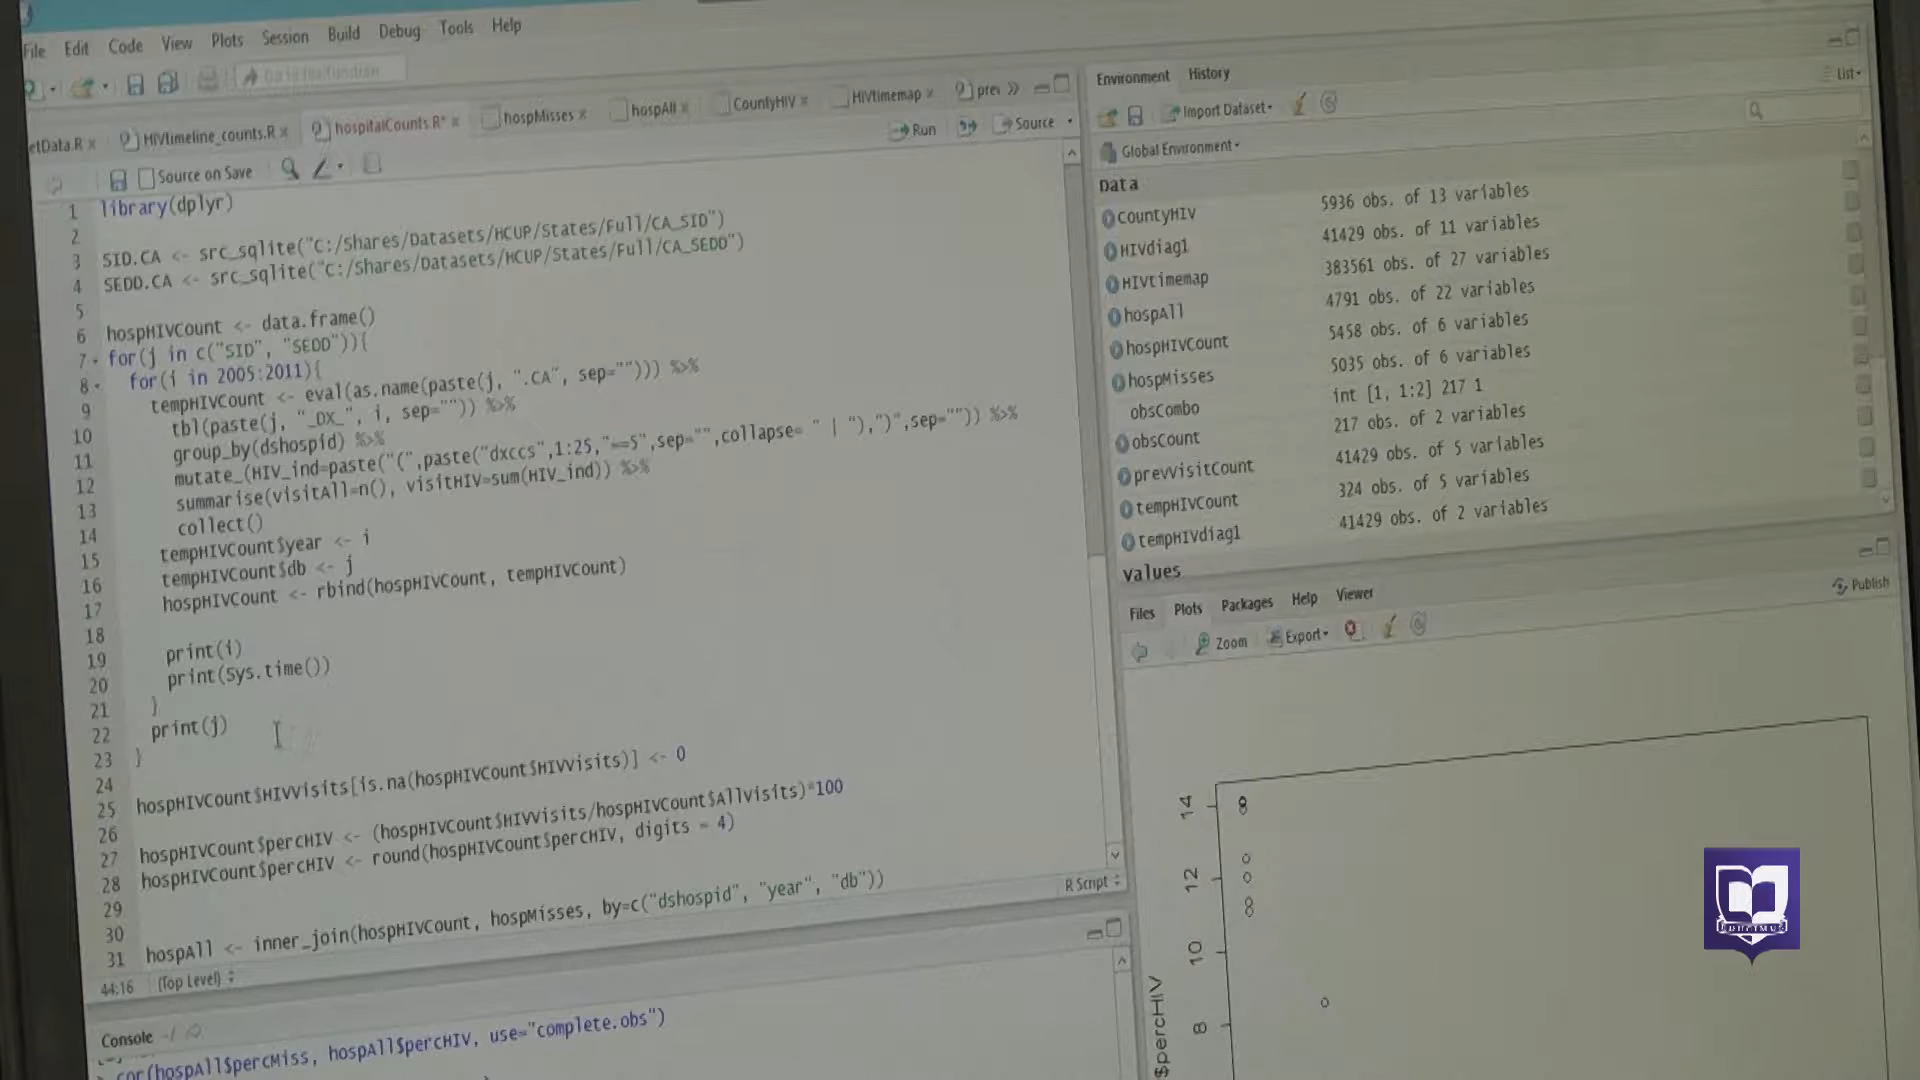 File Edit Code View Plots Session Build Debug Tools Help
Go to file/function
etData.R HIVtimeline_counts.R hospitalCounts.R* hospMisses hospAll CountyHIV HIVtimemap prev
Source on Save Run Source
1 library(dplyr)
2
3 SID.CA <- src_sqlite("C:/Shares/Datasets/HCUP/States/Full/CA_SID")
4 SEDD.CA <- src_sqlite("C:/Shares/Datasets/HCUP/States/Full/CA_SEDD")
5
6 hospHIVCount <- data.frame()
7 for(j in c("SID", "SEDD")){
8 for(i in 2005:2011){
9 tempHIVCount <- eval(as.name(paste(j, ".CA", sep=""))) %>%
10 tbl(paste(j, "_DX_", i, sep="")) %>%
11 group_by(dshospid) %>%
12 mutate_(HIV_ind=paste("(",paste("dxccs",1:25,"==5",sep="",collapse= " | "),")",sep="")) %>%
13 summarise(visitAll=n(), visitHIV=sum(HIV_ind)) %>%
14 collect()
15 tempHIVCount$year <- i
16 tempHIVCount$db <- j
17 hospHIVCount <- rbind(hospHIVCount, tempHIVCount)
18
19 print(i)
20 print(Sys.time())
21 }
22 print(j)
23 }
24
25 hospHIVCount$HIVVisits[is.na(hospHIVCount$HIVVisits)] <- 0
26
27 hospHIVCount$percHIV <- (hospHIVCount$HIVVisits/hospHIVCount$AllVisits)*100
28 hospHIVCount$percHIV <- round(hospHIVCount$percHIV, digits = 4)
29
30
31 hospAll <- inner_join(hospHIVCount, hospMisses, by=c("dshospid", "year", "db"))
44:16 (Top Level) R Script
Console ~/
cor(hospAll$percMiss, hospAll$percHIV, use="complete.obs")
Environment History
Import Dataset List
Global Environment
Data
CountyHIV 5936 obs. of 13 variables
HIVdiag1 41429 obs. of 11 variables
HIVtimemap 383561 obs. of 27 variables
hospAll 4791 obs. of 22 variables
hospHIVCount 5458 obs. of 6 variables
hospMisses 5035 obs. of 6 variables
obsCombo int [1, 1:2] 217 1
obsCount 217 obs. of 2 variables
prevVisitCount 41429 obs. of 5 variables
tempHIVCount 324 obs. of 5 variables
tempHIVdiag1 41429 obs. of 2 variables
Values
Files Plots Packages Help Viewer
Zoom Export Publish
14
12
10
8
$percHIV